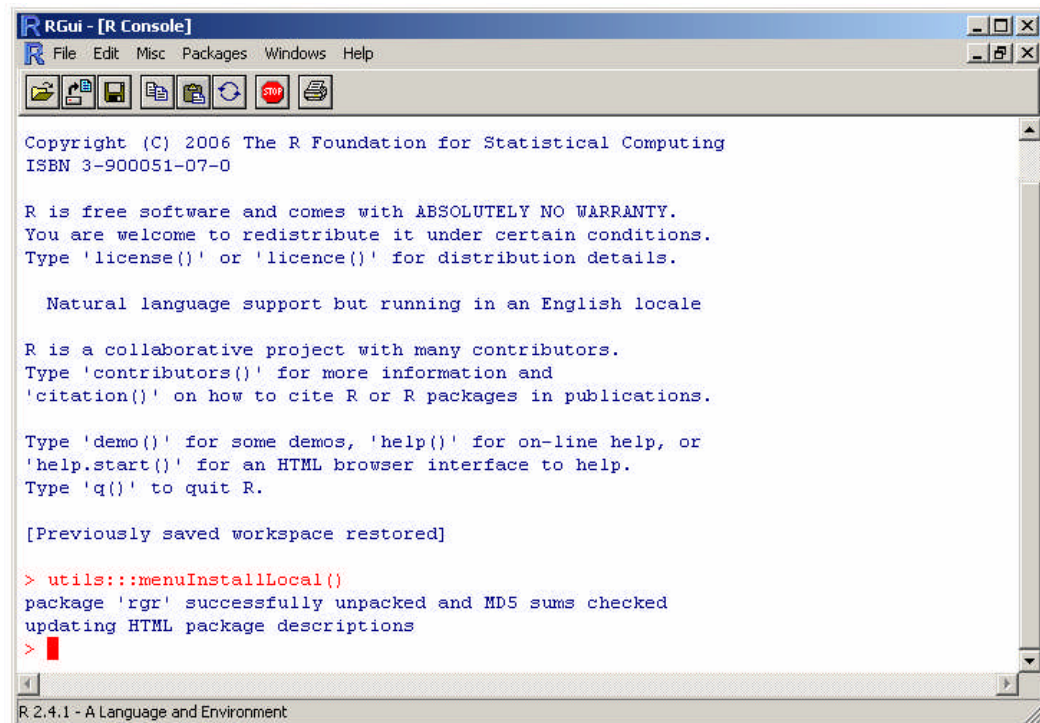 RGui - [R Console]
File Edit Misc Packages Windows Help
STOP
Copyright (C) 2006 The R Foundation for Statistical Computing
ISBN 3-900051-07-0
R is free software and comes with ABSOLUTELY NO WARRANTY.
You are welcome to redistribute it under certain conditions.
Type 'license()' or 'licence()' for distribution details.
Natural language support but running in an English locale
R is a collaborative project with many contributors.
Type 'contributors()' for more information and
'citation()' on how to cite R or R packages in publications.
Type 'demo()' for some demos, 'help()' for on-line help, or
'help.start()' for an HTML browser interface to help.
Type 'q()' to quit R.
[Previously saved workspace restored]
> utils:::menuInstallLocal()
package 'rgr' successfully unpacked and MD5 sums checked
updating HTML package descriptions
>
R 2.4.1 - A Language and Environment